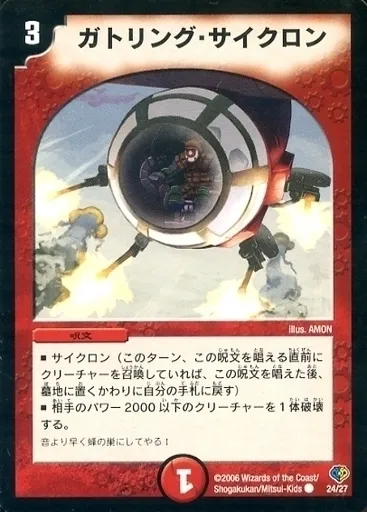 3
ガトリング・サイクロン
illus. AMON
呪文
■ サイクロン（このターン、この呪文を唱える直前に
クリーチャーを召喚していれば、この呪文を唱えた後、
墓地に置くかわりに自分の手札に戻す）
■ 相手のパワー2000以下のクリーチャーを1体破壊
する。
音より早く蜂の巣にしてやる！
1
©2006 Wizards of the Coast/
Shogakukan/Mitsui-Kids
24/27